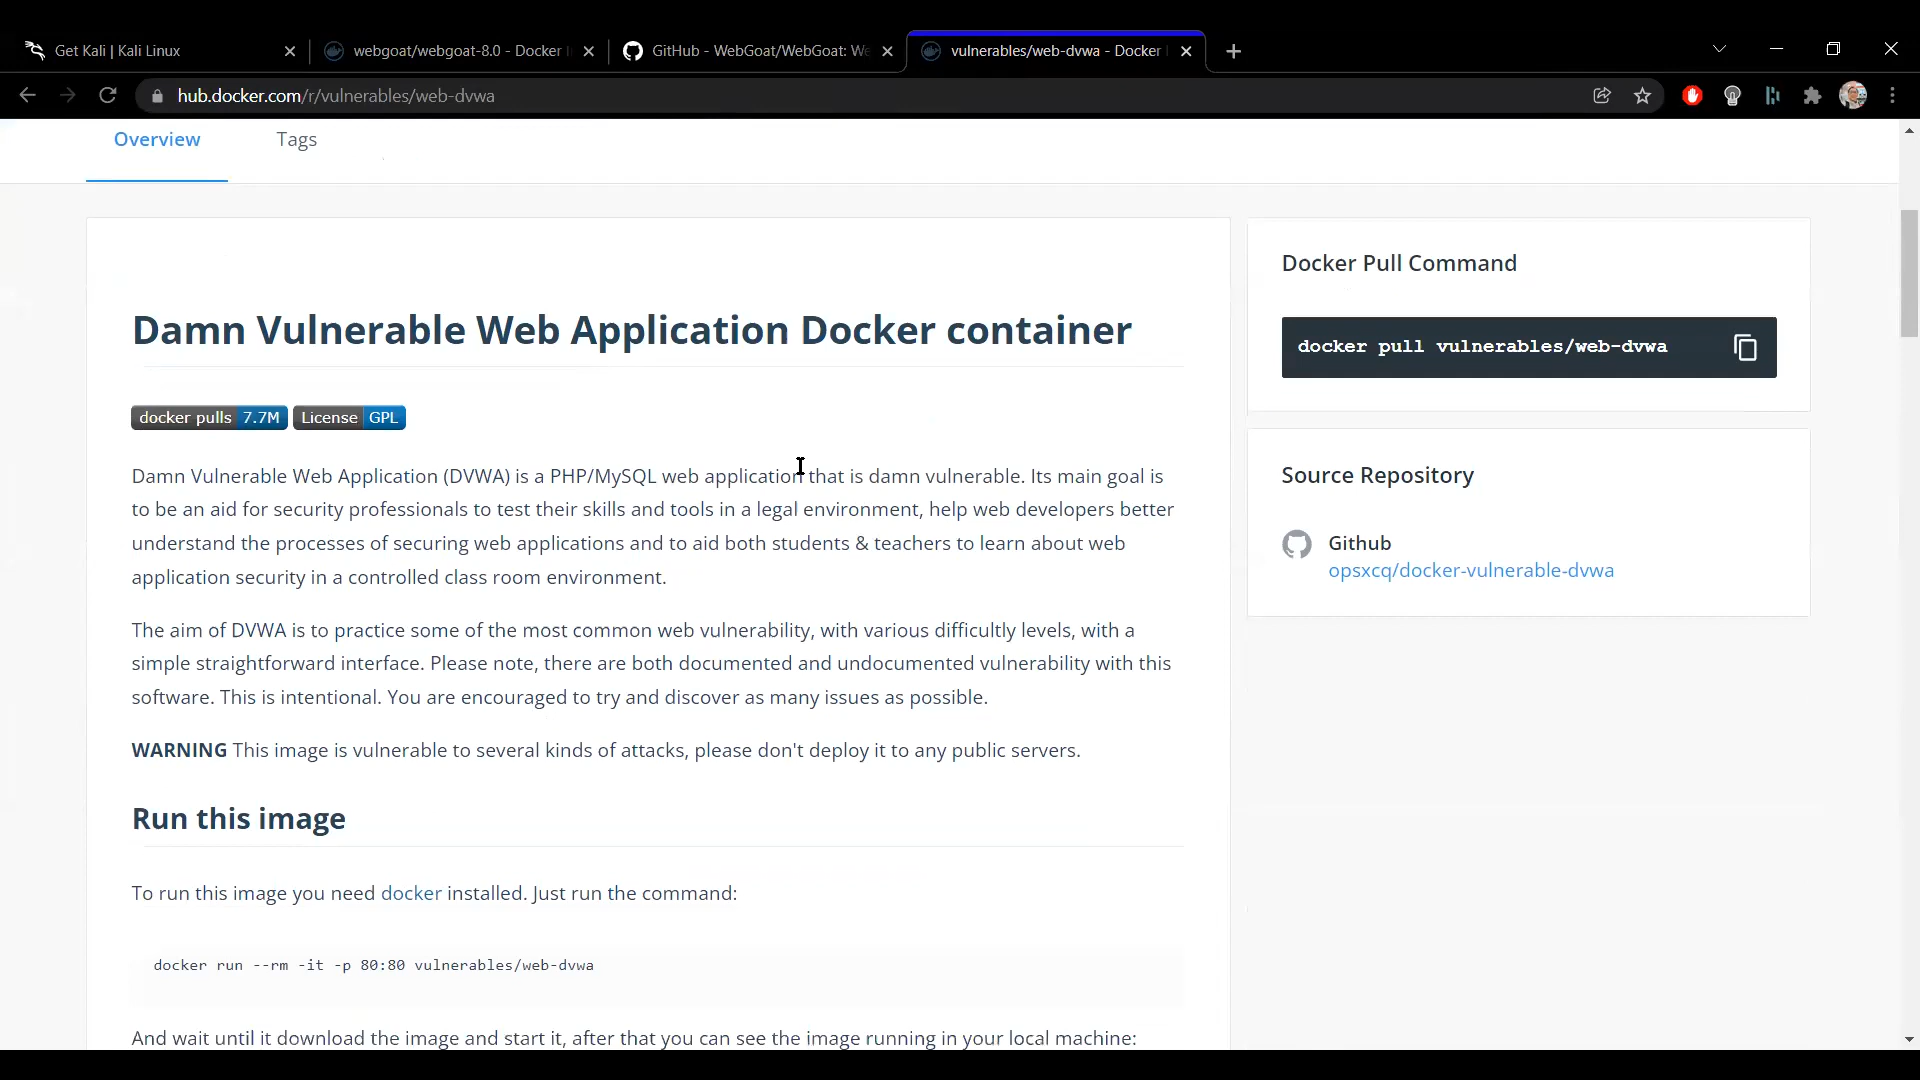 Get Kali | Kali Linux
webgoat/webgoat-8.0 - Docker
GitHub - WebGoat/WebGoat: We
vulnerables/web-dvwa - Docker
hub.docker.com/r/vulnerables/web-dvwa
Overview
Tags
Damn Vulnerable Web Application Docker container
docker pulls 7.7M
License GPL
Damn Vulnerable Web Application (DVWA) is a PHP/MySQL web application that is damn vulnerable. Its main goal is
to be an aid for security professionals to test their skills and tools in a legal environment, help web developers better
understand the processes of securing web applications and to aid both students & teachers to learn about web
application security in a controlled class room environment.
The aim of DVWA is to practice some of the most common web vulnerability, with various difficultly levels, with a
simple straightforward interface. Please note, there are both documented and undocumented vulnerability with this
software. This is intentional. You are encouraged to try and discover as many issues as possible.
WARNING This image is vulnerable to several kinds of attacks, please don't deploy it to any public servers.
Run this image
To run this image you need docker installed. Just run the command:
docker run --rm -it -p 80:80 vulnerables/web-dvwa
And wait until it download the image and start it, after that you can see the image running in your local machine:
Docker Pull Command
docker pull vulnerables/web-dvwa
Source Repository
Github
opsxcq/docker-vulnerable-dvwa